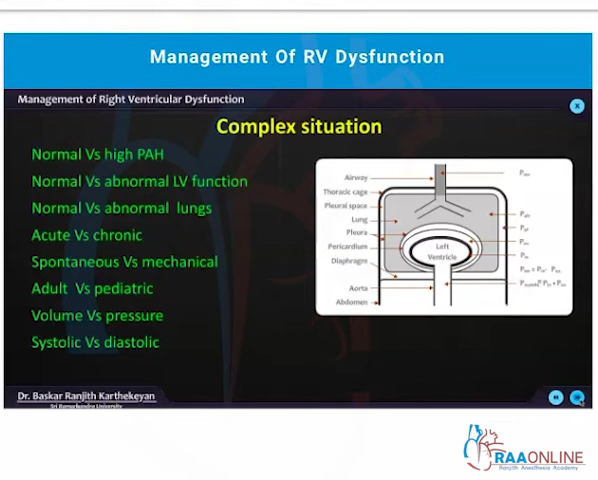 Management Of RV Dysfunction
Management of Right Ventricular Dysfunction
x
Complex situation
Normal Vs high PAH
Normal Vs abnormal LV function
Normal Vs abnormal lungs
Acute Vs chronic
Spontaneous Vs mechanical
Adult Vs pediatric
Volume Vs pressure
Systolic Vs diastolic
Airway
Thoracic cage
Pleural space
Lung
Pleura
Pericardium
Diaphragm
Aorta
Abdomen
Left
Ventricle
Dr. Baskar Ranjith Karthekeyan
Sri Ramachandra University
RAAONLINE
Ranjith Anesthesia Academy